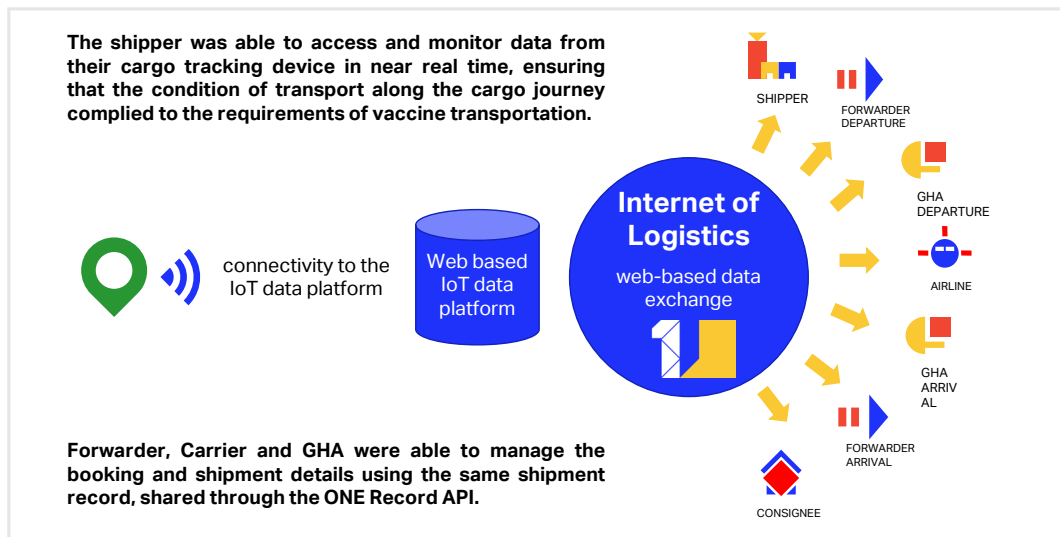 The shipper was able to access and monitor data from
their cargo tracking device in near real time, ensuring
that the condition of transport along the cargo journey
complied to the requirements of vaccine transportation.
SHIPPER
FORWARDER
DEPARTURE
GHA
DEPARTURE
Internet of
Logistics
web-based data
exchange
1
connectivity to the
IoT data platform
Web based
IoT data
platform
AIRLINE
GHA
ARRIV
AL
FORWARDER
ARRIVAL
Forwarder, Carrier and GHA were able to manage the
booking and shipment details using the same shipment
record, shared through the ONE Record API.
CONSIGNEE